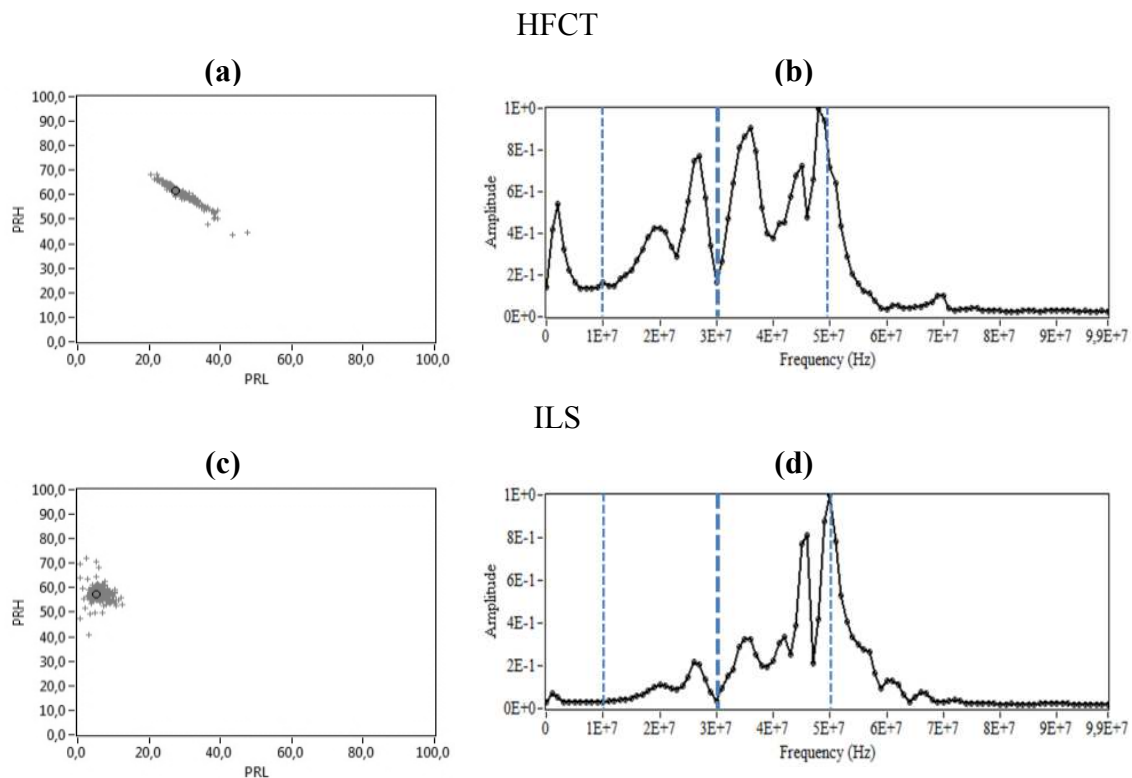 HFCT
(a)
(b)
100,0
90,0
80,0
70,0
60,0
50,0
40,0
30,0
20,0
10,0
0,0
PRH
0,0 20,0 40,0 60,0 80,0 100,0
PRL
1E+0
8E-1
6E-1
4E-1
2E-1
0E+0
Amplitude
0 1E+7 2E+7 3E+7 4E+7 5E+7 6E+7 7E+7 8E+7 9E+7 9,9E+7
Frequency (Hz)
ILS
(c)
(d)
100,0
90,0
80,0
70,0
60,0
50,0
40,0
30,0
20,0
10,0
0,0
PRH
0,0 20,0 40,0 60,0 80,0 100,0
PRL
1E+0
8E-1
6E-1
4E-1
2E-1
0E+0
Amplitude
0 1E+7 2E+7 3E+7 4E+7 5E+7 6E+7 7E+7 8E+7 9E+7 9,9E+7
Frequency (Hz)